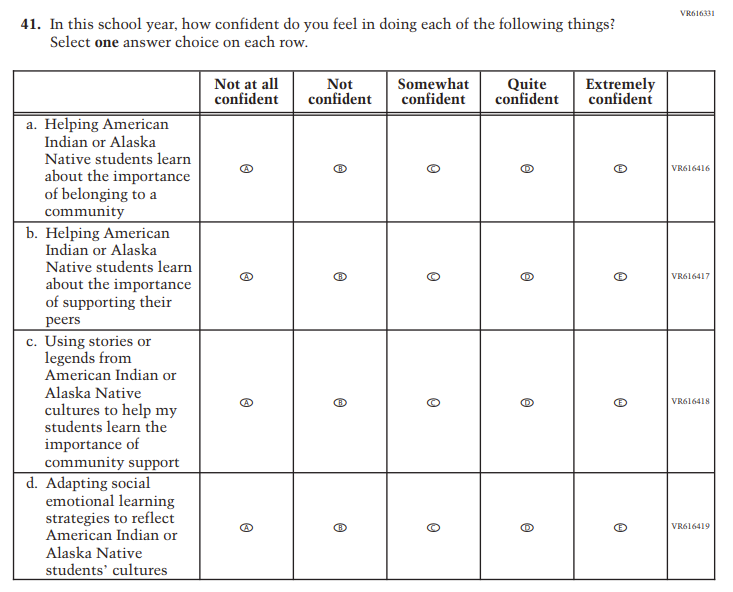 VR616331
41. In this school year, how confident do you feel in doing each of the following things?
Select one answer choice on each row.
Not at all confident
Not confident
Somewhat confident
Quite confident
Extremely confident
a. Helping American
Indian or Alaska
Native students learn
about the importance
of belonging to a
community
A B C D E VR616416
b. Helping American
Indian or Alaska
Native students learn
about the importance
of supporting their
peers
A B C D E VR616417
c. Using stories or
legends from
American Indian or
Alaska Native
cultures to help my
students learn the
importance of
community support
A B C D E VR616418
d. Adapting social
emotional learning
strategies to reflect
American Indian or
Alaska Native
students' cultures
A B C D E VR616419